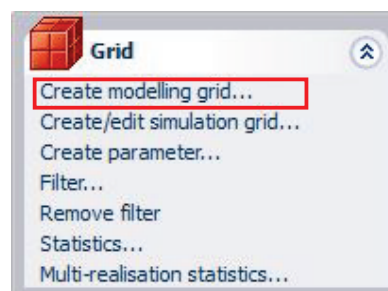 Grid
Create modelling grid...
Create/edit simulation grid...
Create parameter...
Filter...
Remove filter
Statistics...
Multi-realisation statistics...